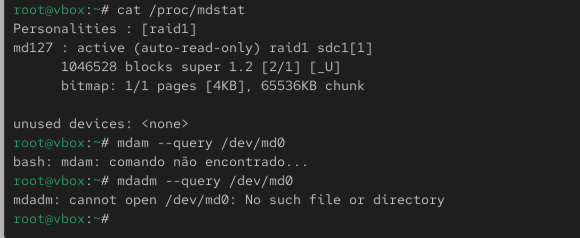 root@vbox:~# cat /proc/mdstat
Personalities : [raid1]
md127 : active (auto-read-only) raid1 sdc1[1]
      1046528 blocks super 1.2 [2/1] [_U]
      bitmap: 1/1 pages [4KB], 65536KB chunk

unused devices: <none>
root@vbox:~# mdam --query /dev/md0
bash: mdam: comando não encontrado...
root@vbox:~# mdadm --query /dev/md0
mdadm: cannot open /dev/md0: No such file or directory
root@vbox:~#